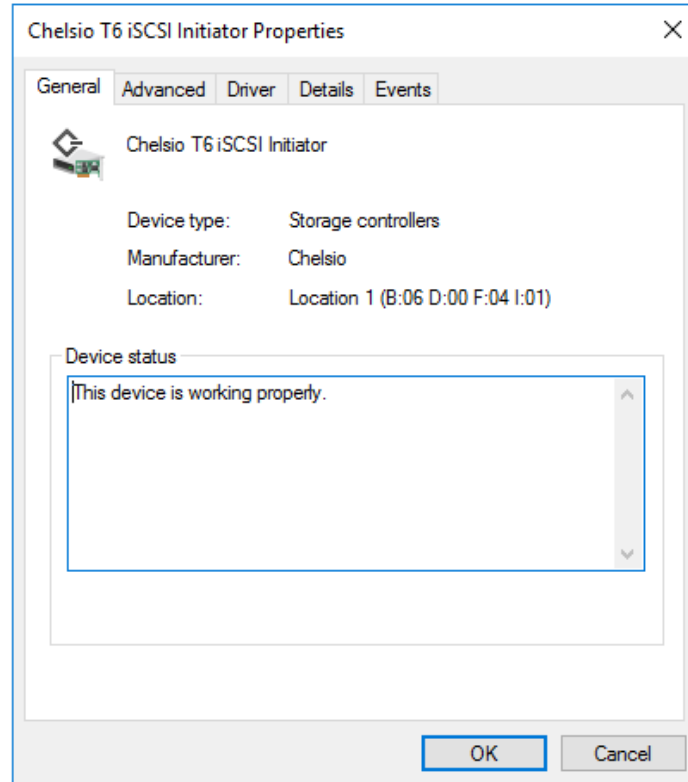 Chelsio T6 iSCSI Initiator Properties
General Advanced Driver Details Events
Chelsio T6 iSCSI Initiator
Device type: Storage controllers
Manufacturer: Chelsio
Location: Location 1 (B:06 D:00 F:04 I:01)
Device status
This device is working properly.
OK Cancel